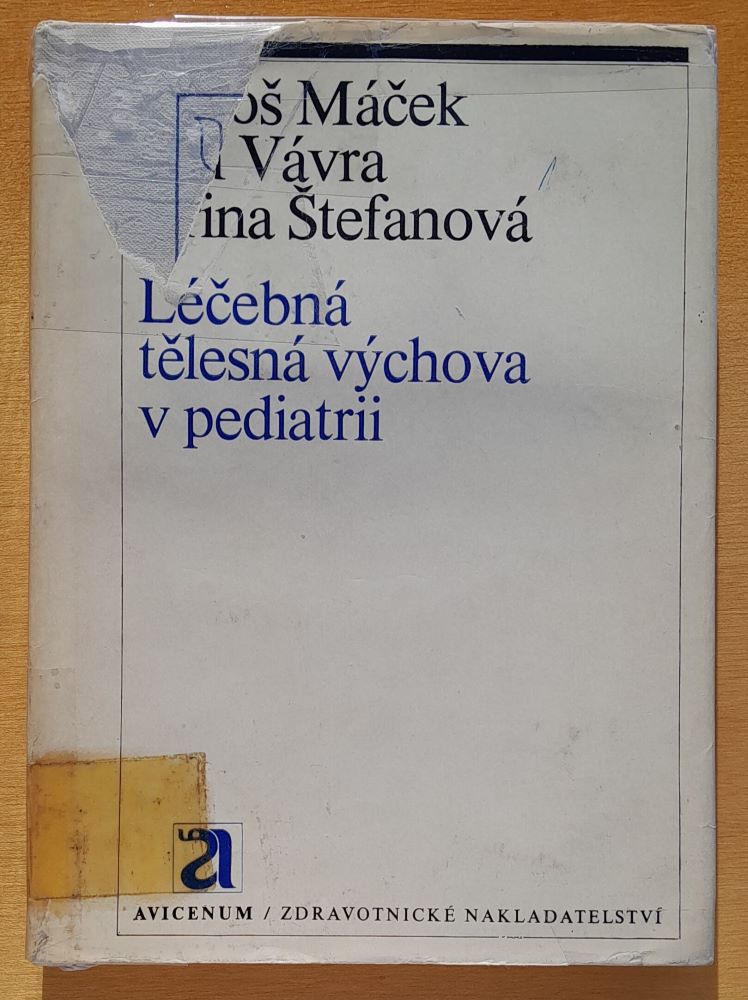 Máček
Vávra
Štefanová
Léčebná
tělesná výchova
v pediatrii
AVICENUM / ZDRAVOTNICKÉ NAKLADATELSTVÍ